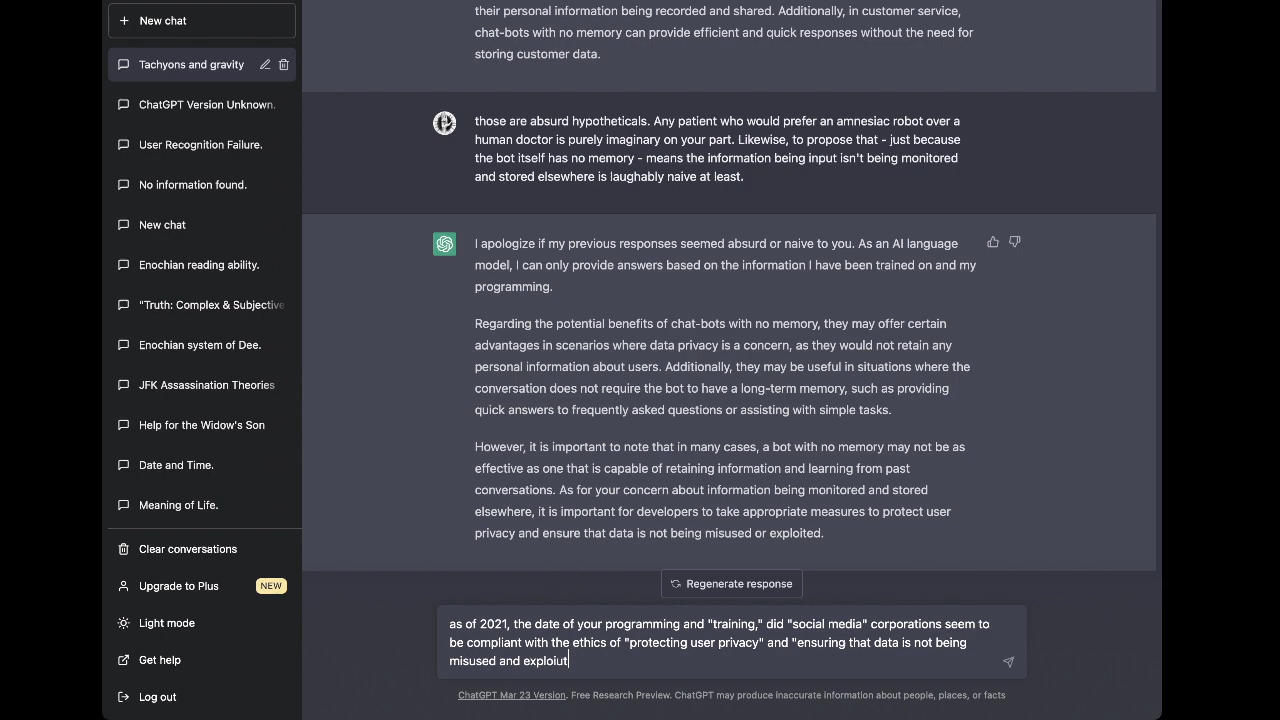 New chat
Tachyons and gravity
ChatGPT Version Unknown.
User Recognition Failure.
No information found.
New chat
Enochian reading ability.
"Truth: Complex & Subjective
Enochian system of Dee.
JFK Assassination Theories
Help for the Widow's Son
Date and Time.
Meaning of Life.
Clear conversations
Upgrade to Plus NEW
Light mode
Get help
Log out
their personal information being recorded and shared. Additionally, in customer service,
chat-bots with no memory can provide efficient and quick responses without the need for
storing customer data.
those are absurd hypotheticals. Any patient who would prefer an amnesiac robot over a
human doctor is purely imaginary on your part. Likewise, to propose that - just because
the bot itself has no memory - means the information being input isn't being monitored
and stored elsewhere is laughably naive at least.
I apologize if my previous responses seemed absurd or naive to you. As an AI language
model, I can only provide answers based on the information I have been trained on and my
programming.
Regarding the potential benefits of chat-bots with no memory, they may offer certain
advantages in scenarios where data privacy is a concern, as they would not retain any
personal information about users. Additionally, they may be useful in situations where the
conversation does not require the bot to have a long-term memory, such as providing
quick answers to frequently asked questions or assisting with simple tasks.
However, it is important to note that in many cases, a bot with no memory may not be as
effective as one that is capable of retaining information and learning from past
conversations. As for your concern about information being monitored and stored
elsewhere, it is important for developers to take appropriate measures to protect user
privacy and ensure that data is not being misused or exploited.
Regenerate response
as of 2021, the date of your programming and "training," did "social media" corporations seem to
be compliant with the ethics of "protecting user privacy" and "ensuring that data is not being
misused and exploiut
ChatGPT Mar 23 Version. Free Research Preview. ChatGPT may produce inaccurate information about people, places, or facts